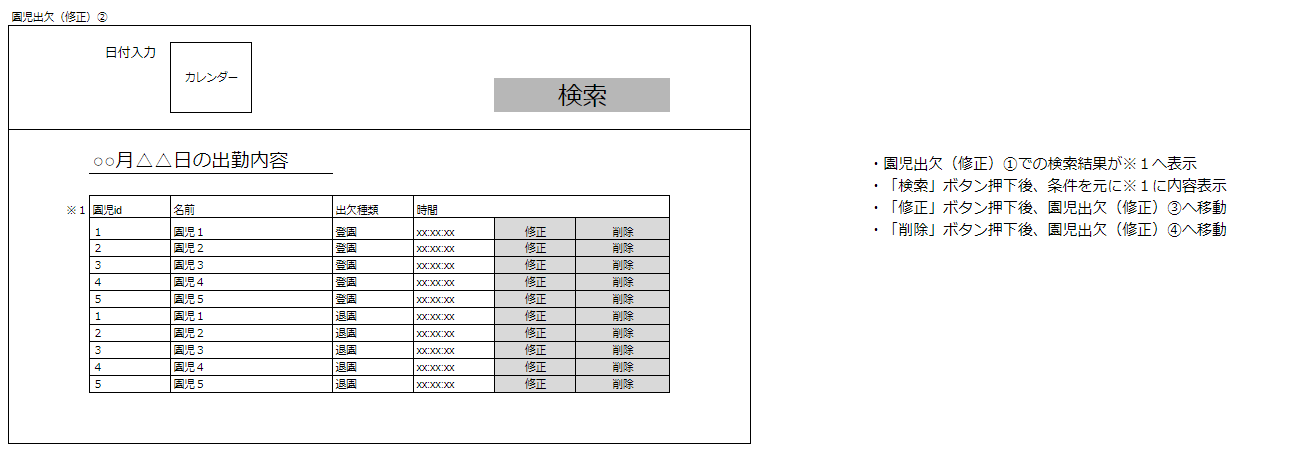 園児出欠（修正）②
日付入力
カレンダー
検索
○○月△△日の出勤内容
※１ 園児id 名前 出欠種類 時間
1 園児１ 登園 xx:xx:xx 修正 削除
2 園児２ 登園 xx:xx:xx 修正 削除
3 園児３ 登園 xx:xx:xx 修正 削除
4 園児４ 登園 xx:xx:xx 修正 削除
5 園児５ 登園 xx:xx:xx 修正 削除
1 園児１ 退園 xx:xx:xx 修正 削除
2 園児２ 退園 xx:xx:xx 修正 削除
3 園児３ 退園 xx:xx:xx 修正 削除
4 園児４ 退園 xx:xx:xx 修正 削除
5 園児５ 退園 xx:xx:xx 修正 削除
・園児出欠（修正）①での検索結果が※１へ表示
・「検索」ボタン押下後、条件を元に※１に内容表示
・「修正」ボタン押下後、園児出欠（修正）③へ移動
・「削除」ボタン押下後、園児出欠（修正）④へ移動